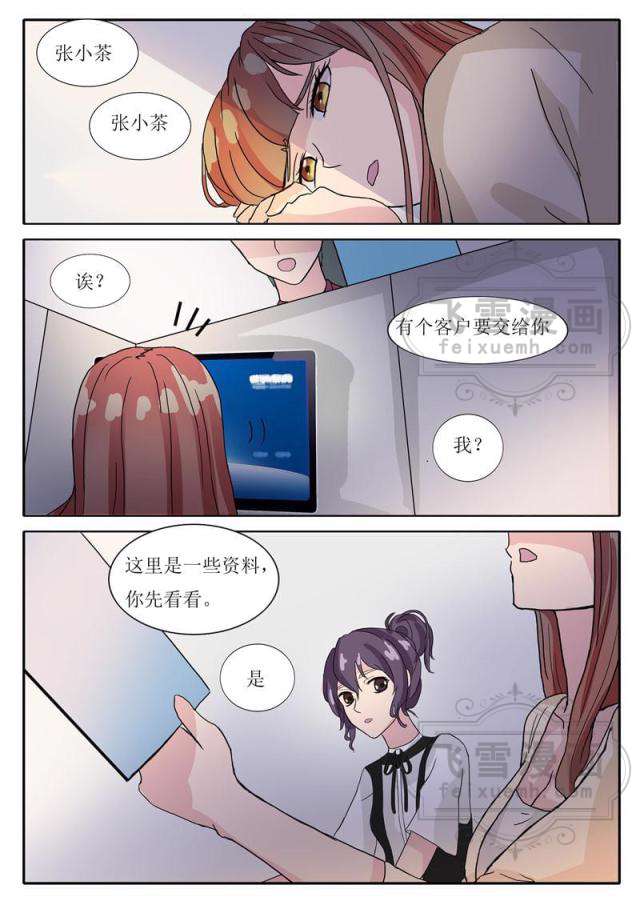 张小茶
张小茶
诶？
有个客户要交给你
我？
飞雪漫画
feixuemh.com
这里是一些资料，
你先看看。
是
飞雪漫画
feixuemh.com